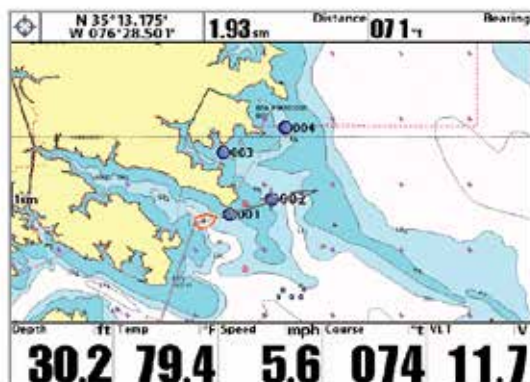 N 35°13.175' Distance Bearing
W 076°28.501' 1.93 sm 071 °t
004
003
1sm
002
001
Depth ft Temp °F Speed mph Course °t VLT V
30.2 79.4 5.6 074 11.7